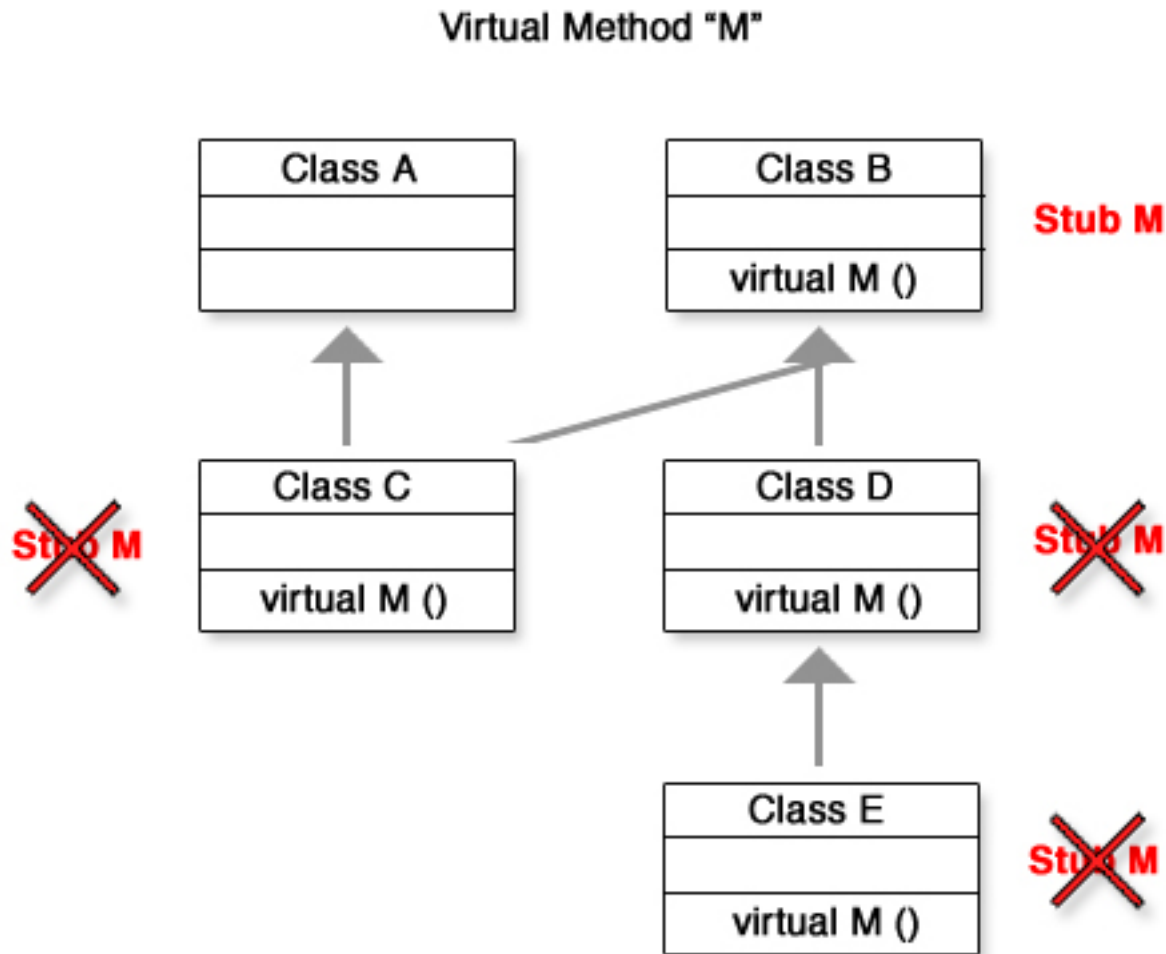 Virtual Method “M”
Class A
Class B
Stub M
virtual M ()
Class C
Class D
Stub M
Stub M
virtual M ()
virtual M ()
Class E
Stub M
virtual M ()